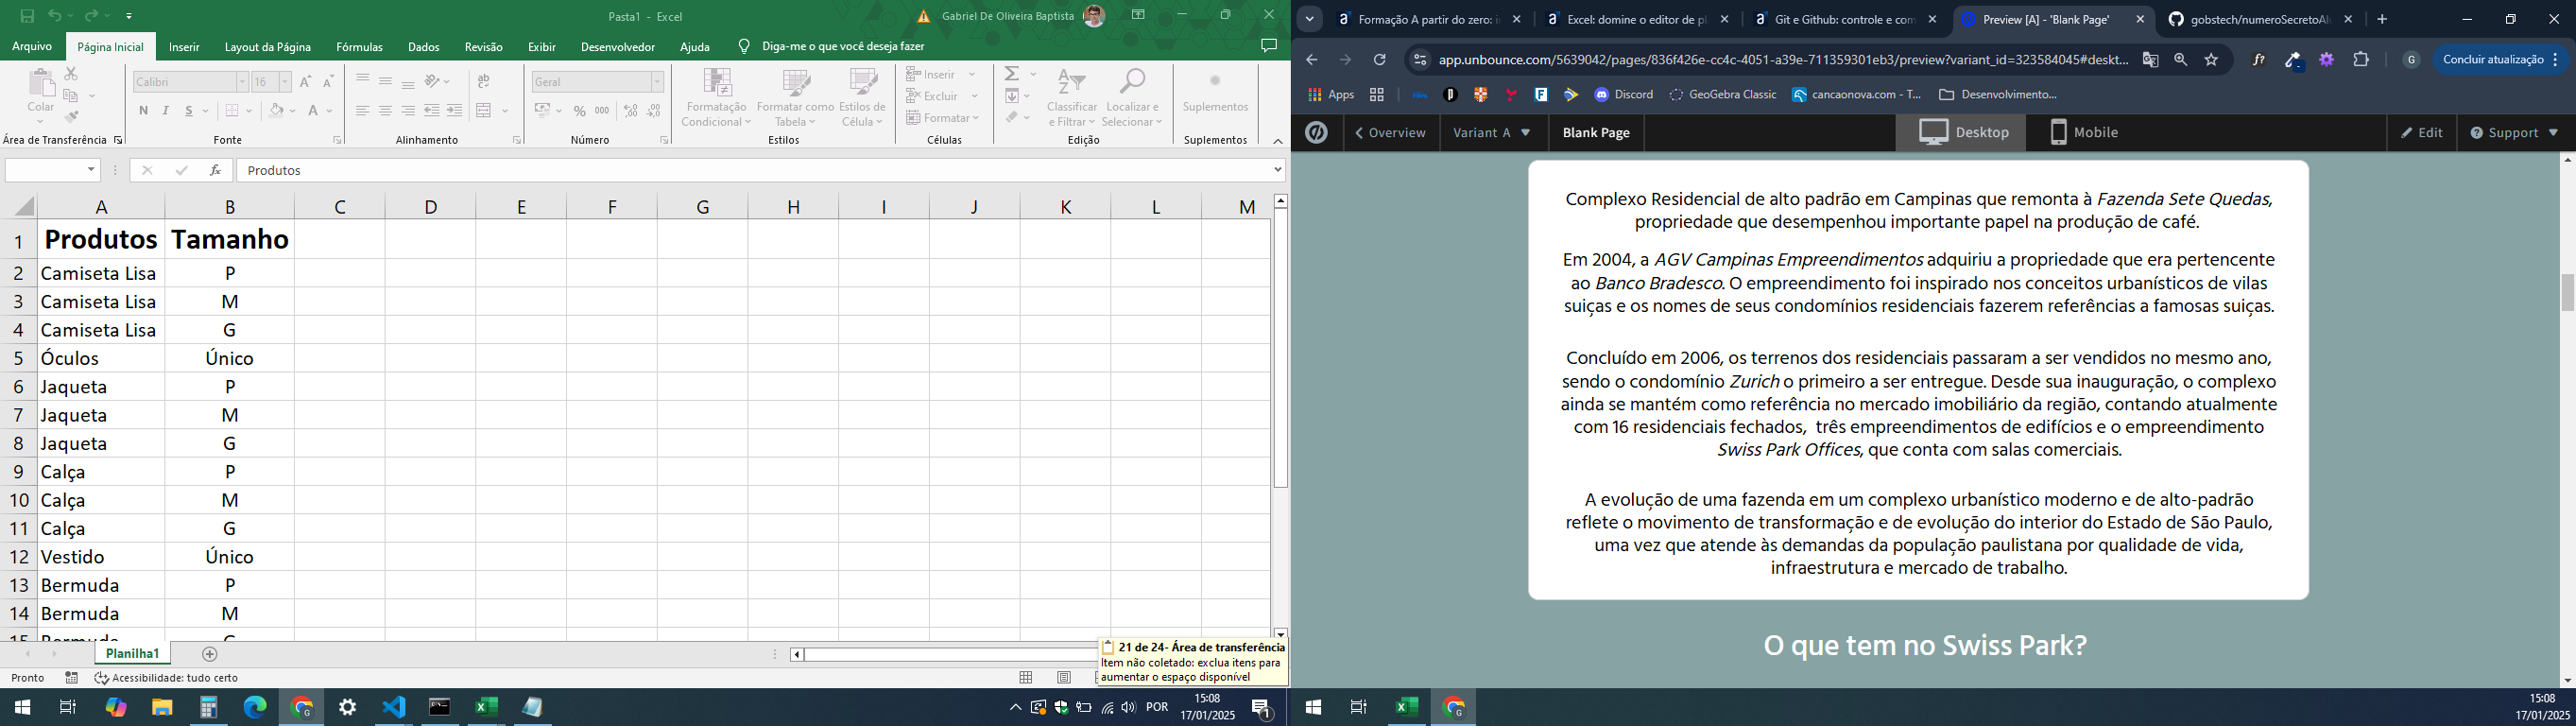 Pasta1 - Excel
Gabriel De Oliveira Baptista
Arquivo
Página Inicial
Inserir
Layout da Página
Fórmulas
Dados
Revisão
Exibir
Desenvolvedor
Ajuda
Diga-me o que você deseja fazer
Colar
Calibri
16
N I S
Geral
% 000
Formatação Condicional
Formatar como Tabela
Estilos de Célula
Inserir
Excluir
Formatar
Classificar e Filtrar
Localizar e Selecionar
Suplementos
Área de Transferência
Fonte
Alinhamento
Número
Estilos
Células
Edição
Suplementos
fx Produtos
A B C D E F G H I J K L M
1 Produtos Tamanho
2 Camiseta Lisa P
3 Camiseta Lisa M
4 Camiseta Lisa G
5 Óculos Único
6 Jaqueta P
7 Jaqueta M
8 Jaqueta G
9 Calça P
10 Calça M
11 Calça G
12 Vestido Único
13 Bermuda P
14 Bermuda M
15 Bermuda G
Planilha1
21 de 24- Área de transferência
Item não coletado: exclua itens para
aumentar o espaço disponível
Pronto
Acessibilidade: tudo certo
POR
15:08
17/01/2025
1
Formação A partir do zero: i
Excel: domine o editor de pl
Git e Github: controle e com
Preview [A] - 'Blank Page'
gobstech/numeroSecretoAl
app.unbounce.com/5639042/pages/836f426e-cc4c-4051-a39e-711359301eb3/preview?variant_id=323584045#deskt...
f?
G
Concluir atualização
Apps
Discord
GeoGebra Classic
cancaonova.com - T...
Desenvolvimento...
Overview
Variant A
Blank Page
Desktop
Mobile
Edit
Support
Complexo Residencial de alto padrão em Campinas que remonta à Fazenda Sete Quedas,
propriedade que desempenhou importante papel na produção de café.
Em 2004, a AGV Campinas Empreendimentos adquiriu a propriedade que era pertencente
ao Banco Bradesco. O empreendimento foi inspirado nos conceitos urbanísticos de vilas
suiças e os nomes de seus condomínios residenciais fazerem referências a famosas suiças.
Concluído em 2006, os terrenos dos residenciais passaram a ser vendidos no mesmo ano,
sendo o condomínio Zurich o primeiro a ser entregue. Desde sua inauguração, o complexo
ainda se mantém como referência no mercado imobiliário da região, contando atualmente
com 16 residenciais fechados, três empreendimentos de edifícios e o empreendimento
Swiss Park Offices, que conta com salas comerciais.
A evolução de uma fazenda em um complexo urbanístico moderno e de alto-padrão
reflete o movimento de transformação e de evolução do interior do Estado de São Paulo,
uma vez que atende às demandas da população paulistana por qualidade de vida,
infraestrutura e mercado de trabalho.
O que tem no Swiss Park?
15:08
17/01/2025